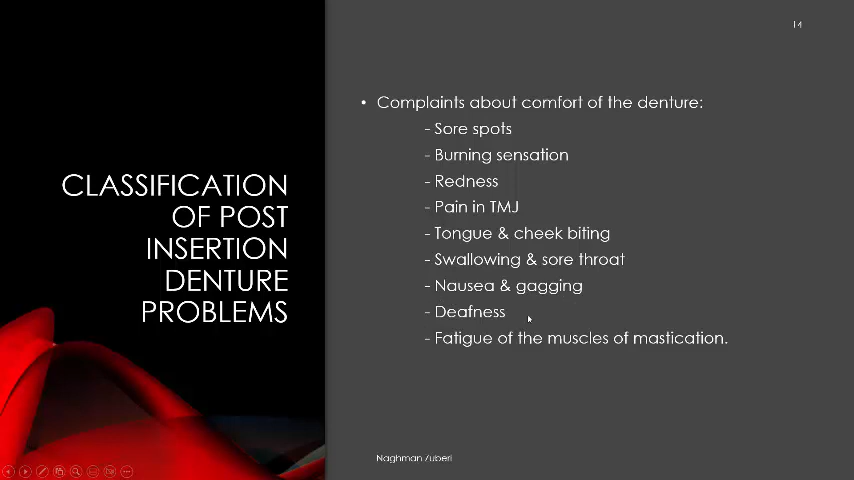 14
CLASSIFICATION
OF POST
INSERTION
DENTURE
PROBLEMS
• Complaints about comfort of the denture:
- Sore spots
- Burning sensation
- Redness
- Pain in TMJ
- Tongue & cheek biting
- Swallowing & sore throat
- Nausea & gagging
- Deafness
- Fatigue of the muscles of mastication.
Naghman Zuberi